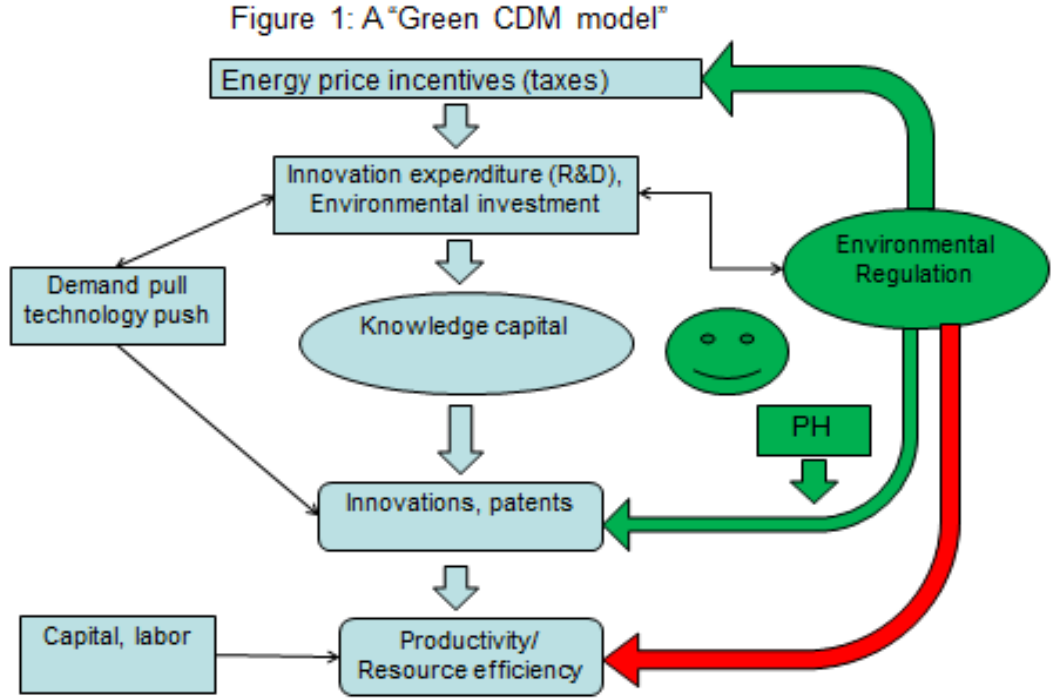 Figure 1: A “Green CDM model”
Energy price incentives (taxes)
Innovation expenditure (R&D),
Environmental investment
Environmental
Regulation
Demand pull
technology push
Knowledge capital
PH
Innovations, patents
Capital, labor
Productivity/
Resource efficiency